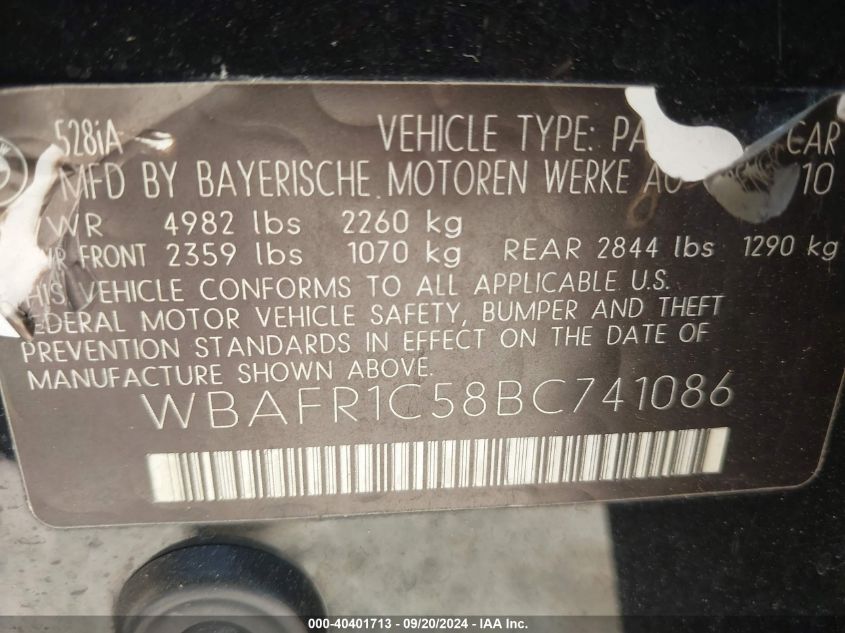 528iA VEHICLE TYPE: PA CAR
MFD BY BAYERISCHE MOTOREN WERKE AG 10
WR 4982 lbs 2260 kg
WR FRONT 2359 lbs 1070 kg REAR 2844 lbs 1290 kg
THIS VEHICLE CONFORMS TO ALL APPLICABLE U.S.
EDERAL MOTOR VEHICLE SAFETY, BUMPER AND THEFT
PREVENTION STANDARDS IN EFFECT ON THE DATE OF
MANUFACTURE SHOWN ABOVE.
WBAFR1C58BC741086
000-40401713 - 09/20/2024 - IAA Inc.